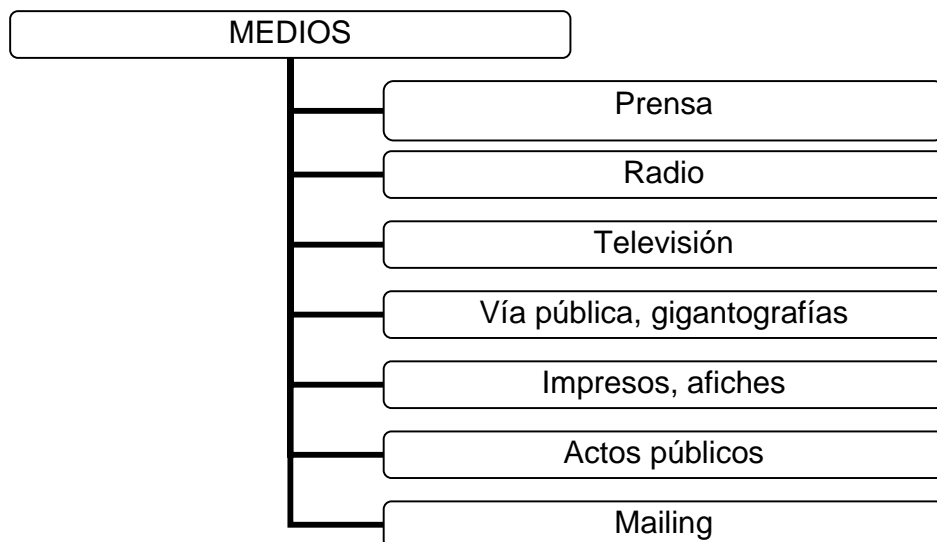 MEDIOS
Prensa
Radio
Televisión
Vía pública, gigantografías
Impresos, afiches
Actos públicos
Mailing